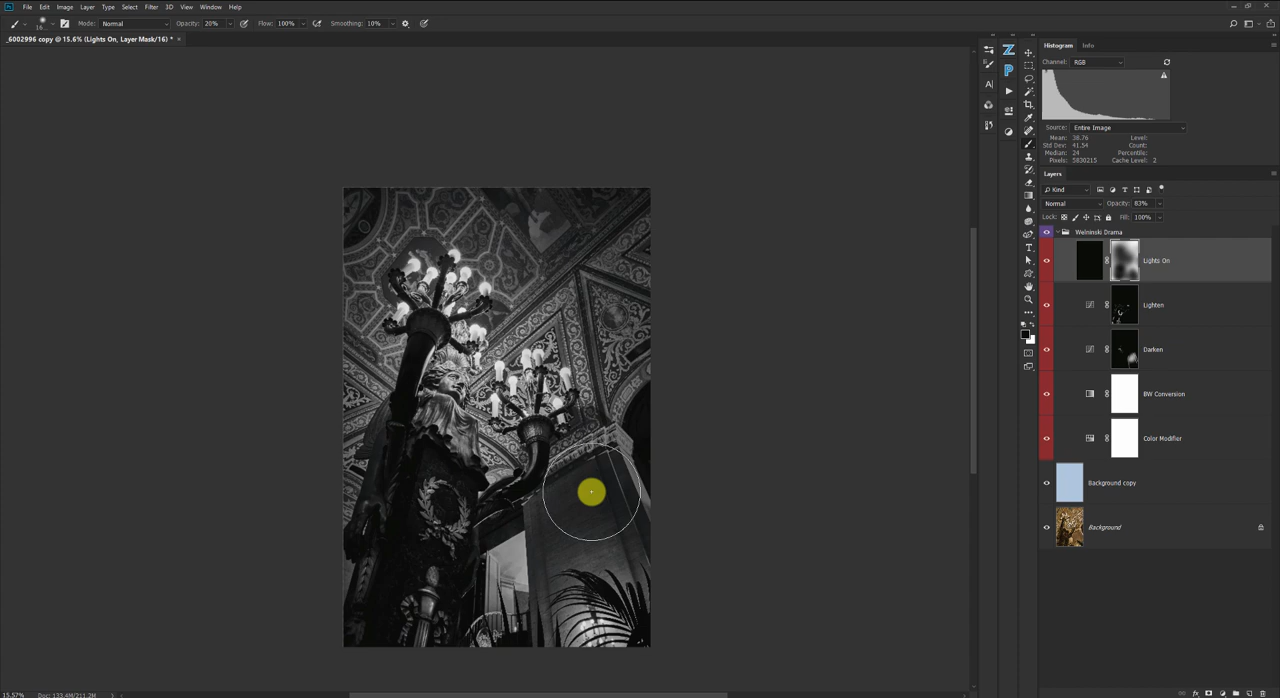 File Edit Image Layer Type Select Filter 3D View Window Help
Mode: Normal Opacity: 20% Flow: 100% Smoothing: 10%
_6002996 copy @ 15.6% (Lights On, Layer Mask/16) *
Histogram Info
Channel: RGB
Source: Entire Image
Mean: 38.76 Level:
Std Dev: 41.54 Count:
Median: 24 Percentile:
Pixels: 5830215 Cache Level: 2
Layers
Kind
Normal Opacity: 83%
Lock: Fill: 100%
Welninski Drama
Lights On
Lighten
Darken
BW Conversion
Color Modifier
Background copy
Background
15.57% Doc: 133.4M/211.2M